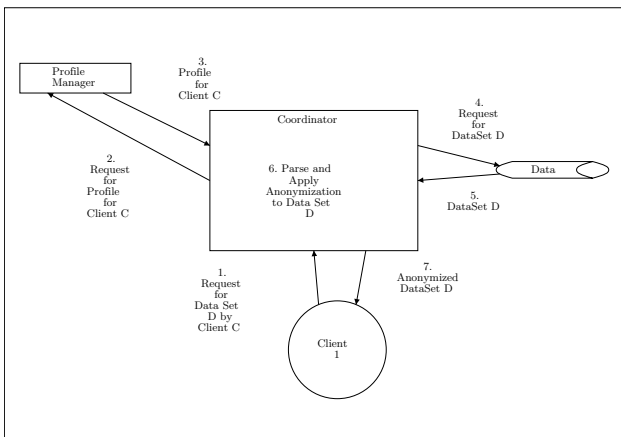 Profile
Manager
3.
Profile
for
Client C
2.
Request
for
Profile
for
Client C
Coordinator
6. Parse and
Apply
Anonymization
to Data Set
D
4.
Request
for
DataSet D
Data
5.
DataSet D
1.
Request
for
Data Set
D by
Client C
7.
Anonymized
DataSet D
Client
1